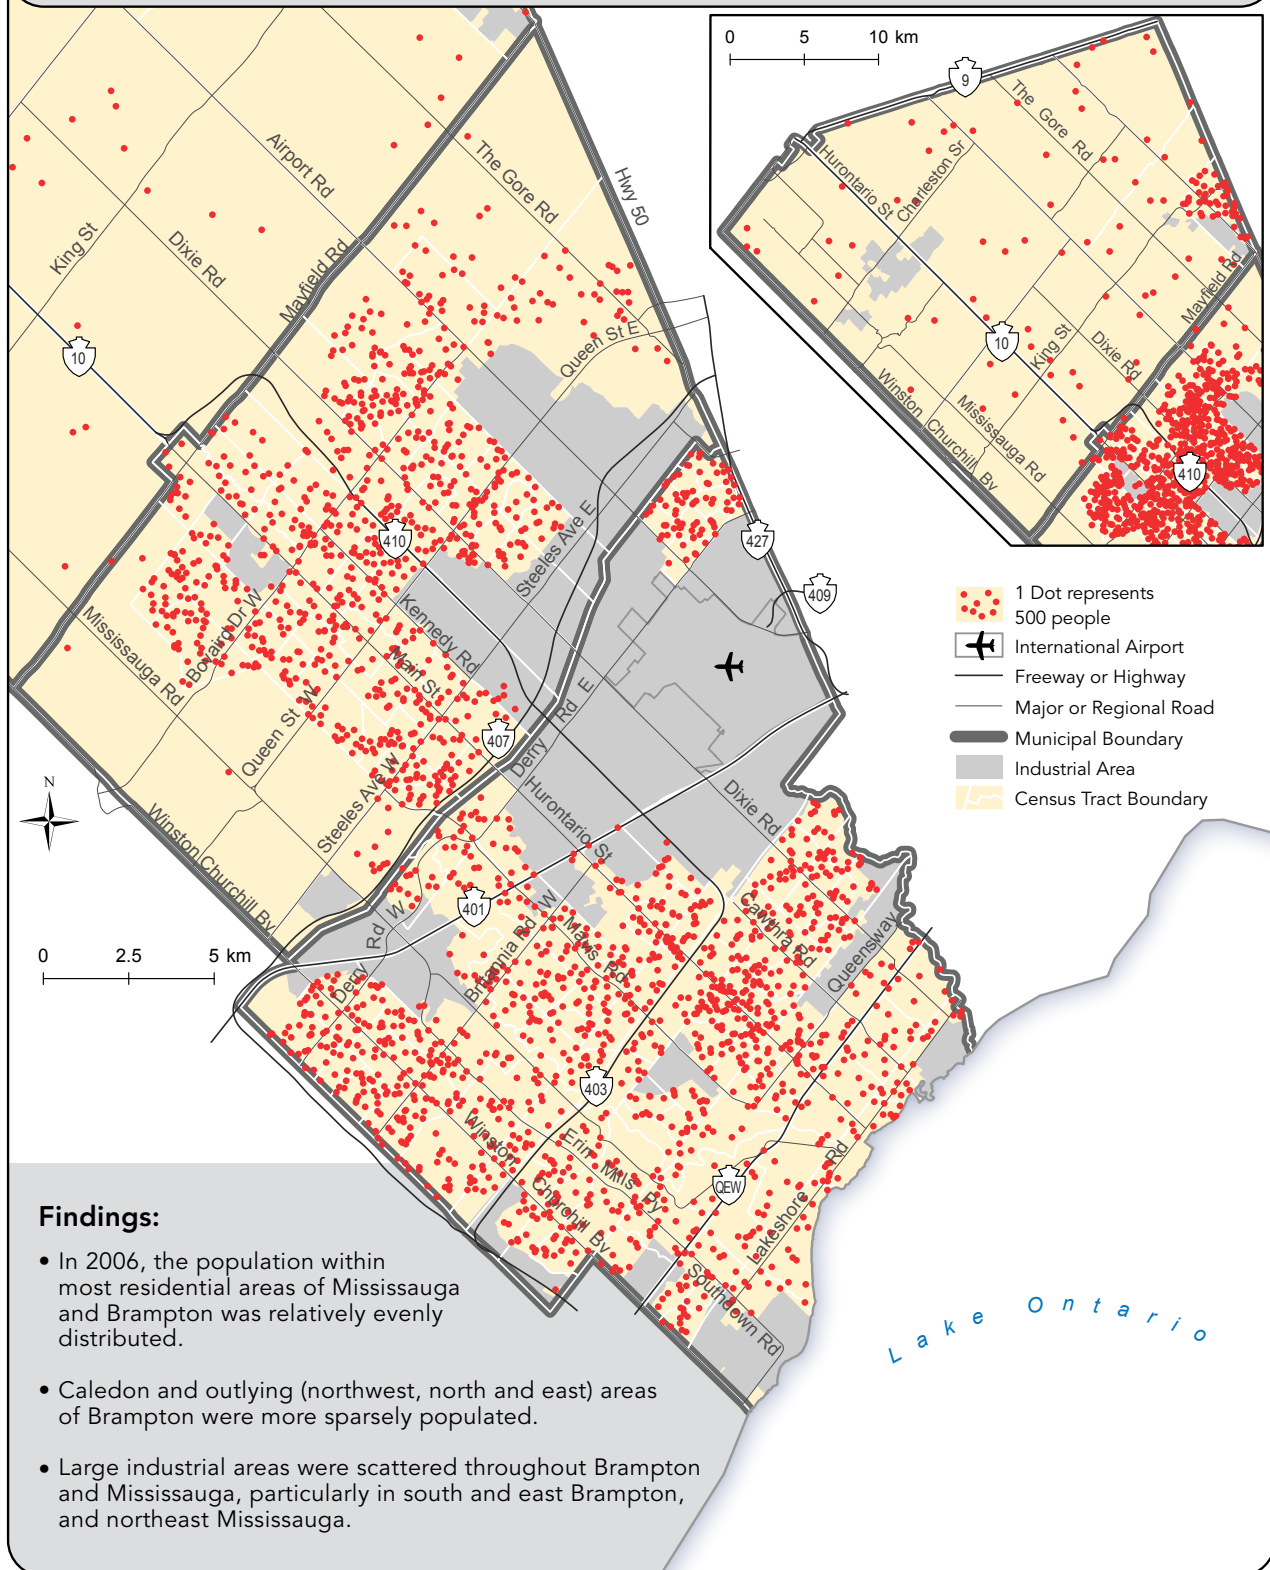 0 5 10 km
9
The Gore Rd
Hurontario St
Charleston Sr
Mayfield Rd
10
King St
Dixie Rd
Winston Churchill Bv
Mississauga Rd
410
Airport Rd
The Gore Rd
Hwy 50
King St
Dixie Rd
Mayfield Rd
10
Queen St E
410
Steeles Ave E
427
409
Kennedy Rd
Bovaird Dr W
Mississauga Rd
Main St
Queen St W
407
Derry Rd E
Steeles Ave W
Hurontario St
Dixie Rd
N
Winston Churchill Bv
401
Derry Rd W
Britannia Rd W
Mavis Rd
Cawthra Rd
Queensway
0 2.5 5 km
403
Winston Churchill Bv
Erin Mills Py
QEW
Lakeshore Rd
Southdown Rd
Lake Ontario
1 Dot represents
500 people
International Airport
Freeway or Highway
Major or Regional Road
Municipal Boundary
Industrial Area
Census Tract Boundary
Findings:
• In 2006, the population within
most residential areas of Mississauga
and Brampton was relatively evenly
distributed.
• Caledon and outlying (northwest, north and east) areas
of Brampton were more sparsely populated.
• Large industrial areas were scattered throughout Brampton
and Mississauga, particularly in south and east Brampton,
and northeast Mississauga.